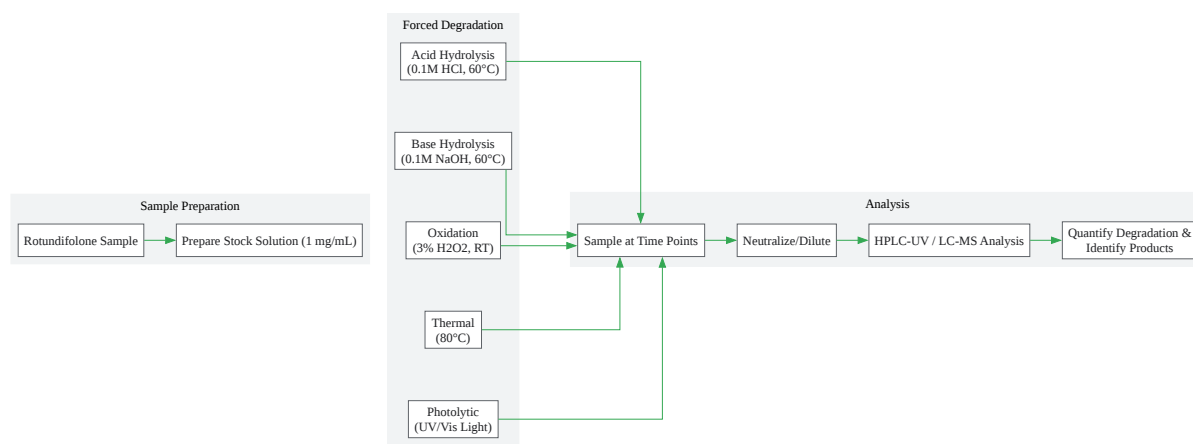 Sample Preparation
Rotundifolone Sample
Prepare Stock Solution (1 mg/mL)
Forced Degradation
Acid Hydrolysis
(0.1M HCl, 60°C)
Base Hydrolysis
(0.1M NaOH, 60°C)
Oxidation
(3% H2O2, RT)
Thermal
(80°C)
Photolytic
(UV/Vis Light)
Analysis
Sample at Time Points
Neutralize/Dilute
HPLC-UV / LC-MS Analysis
Quantify Degradation &
Identify Products